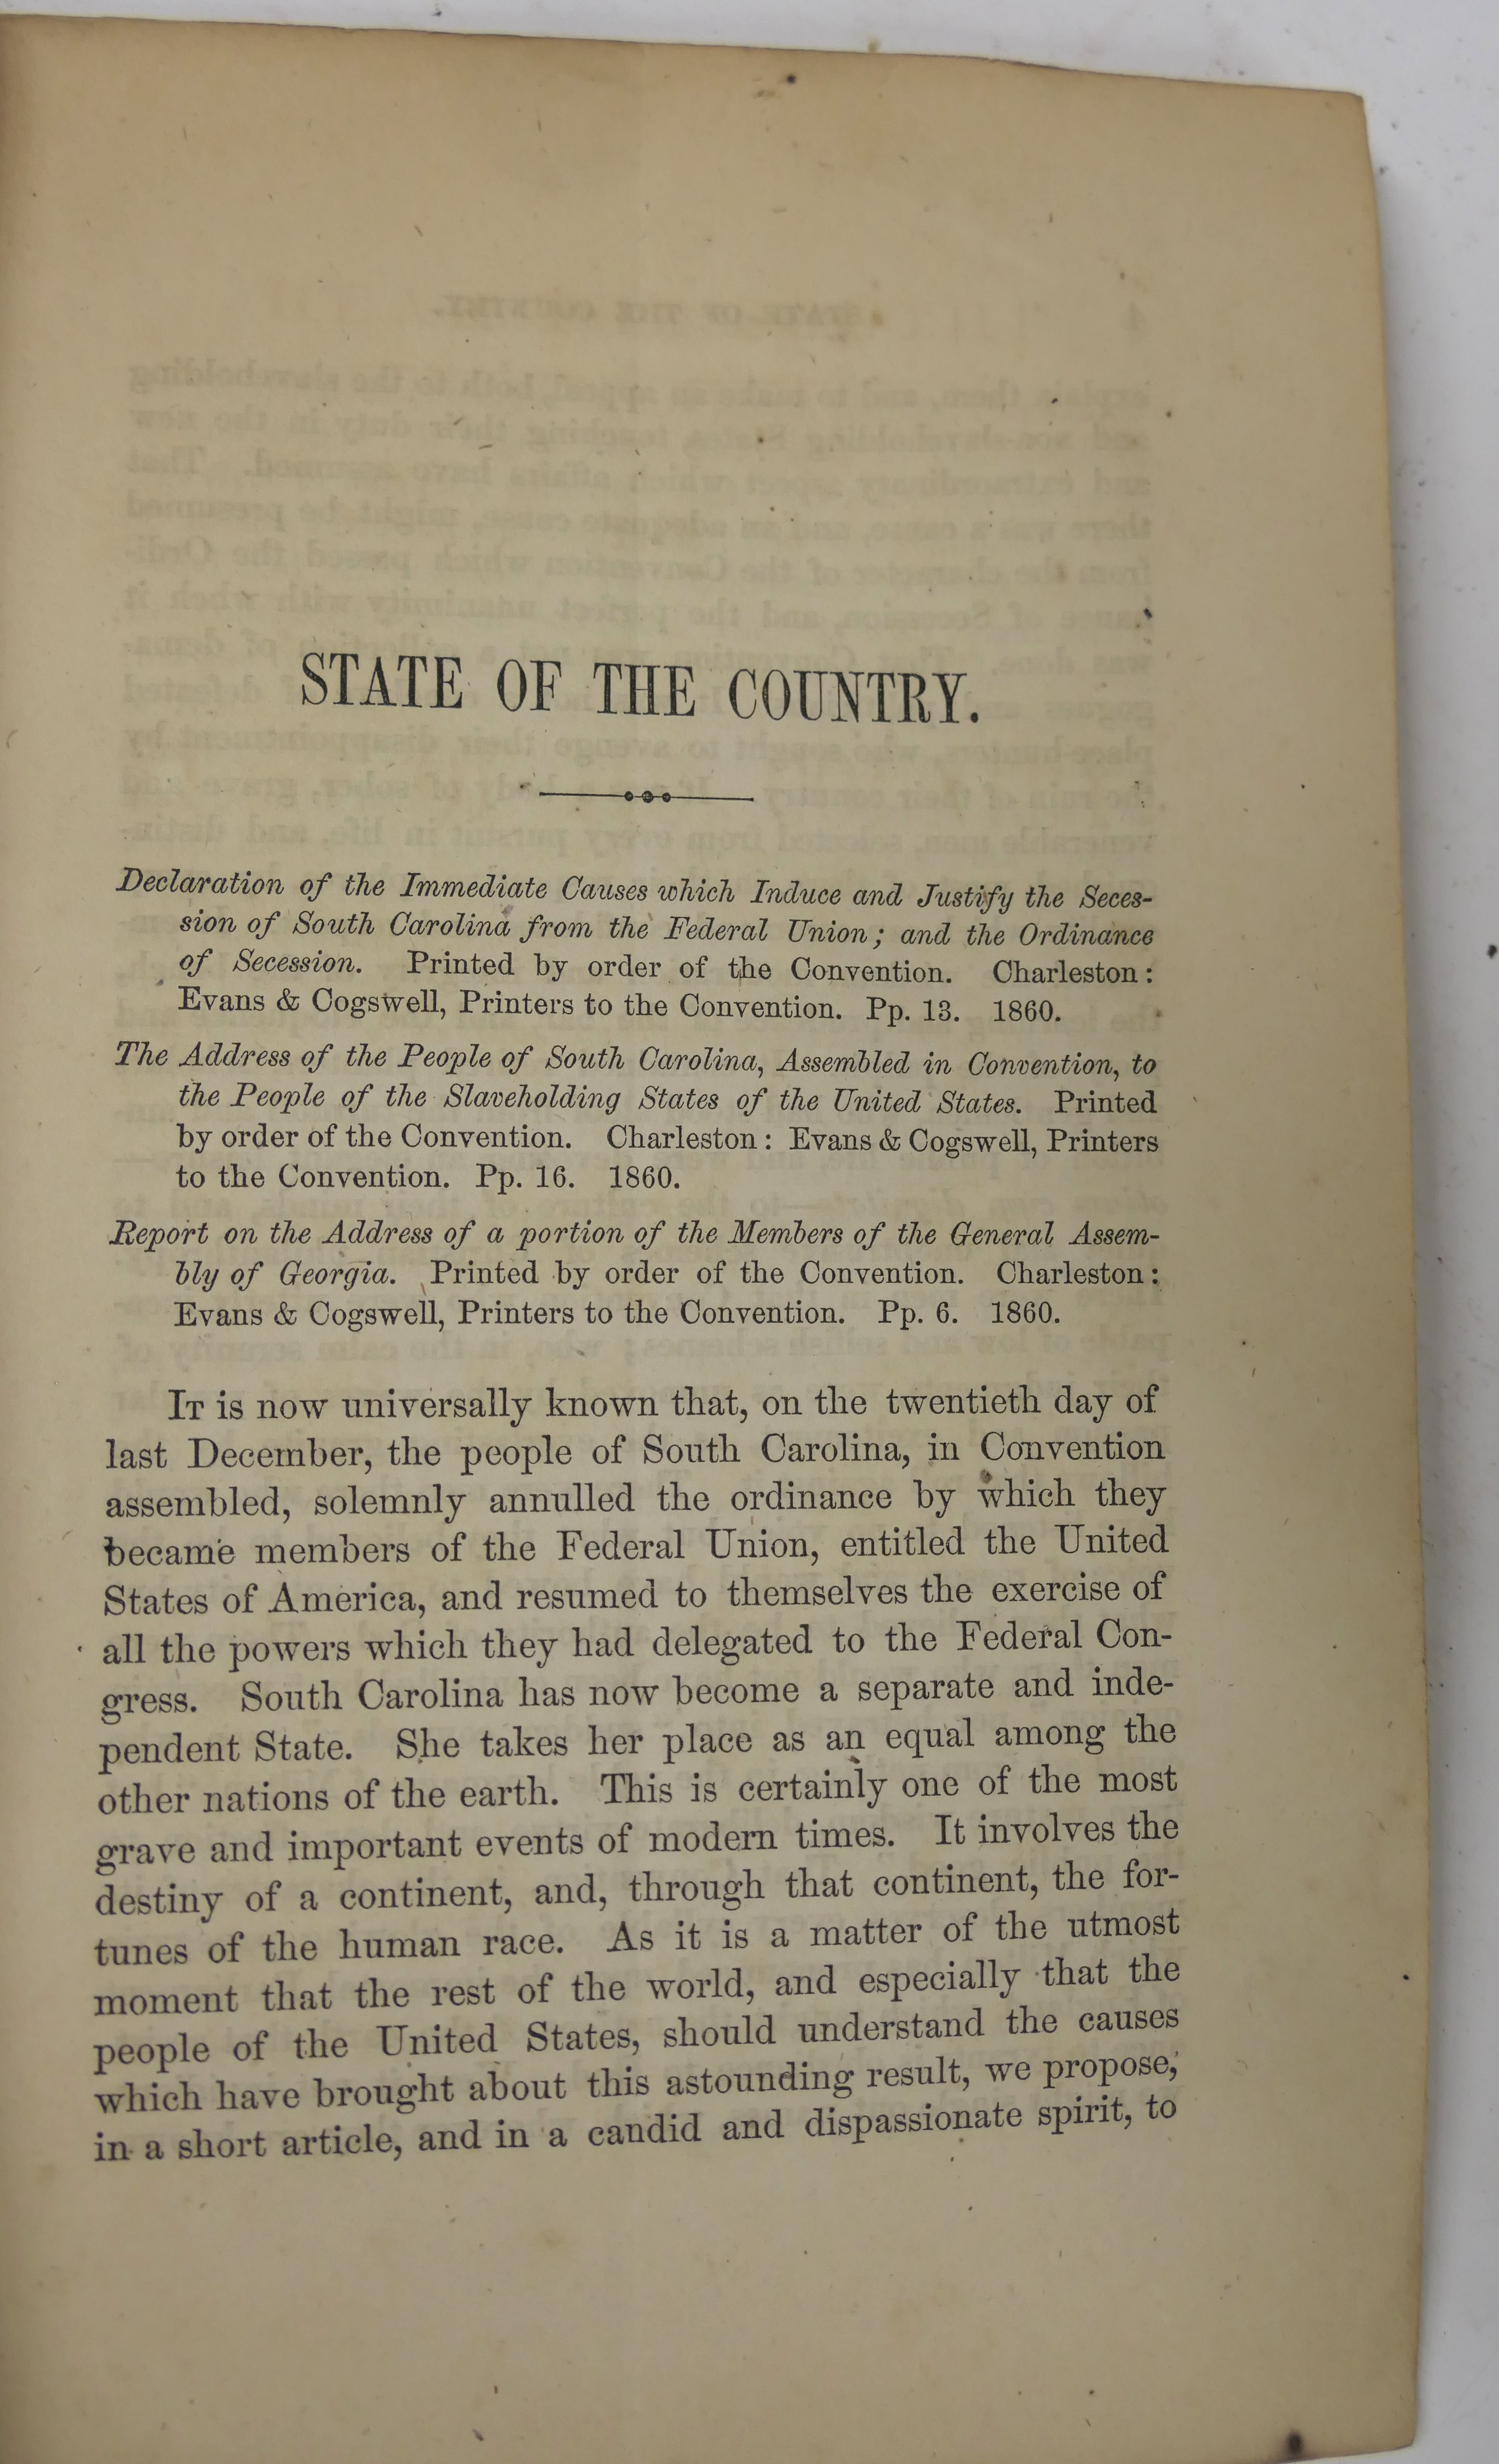 STATE OF THE COUNTRY.
Declaration of the Immediate Causes which Induce and Justify the Seces-
sion of South Carolina from the Federal Union; and the Ordinance
of Secession. Printed by order of the Convention. Charleston:
Evans & Cogswell, Printers to the Convention. Pp. 13. 1860.
The Address of the People of South Carolina, Assembled in Convention, to
the People of the Slaveholding States of the United States. Printed
by order of the Convention. Charleston: Evans & Cogswell, Printers
to the Convention. Pp. 16. 1860.
Report on the Address of a portion of the Members of the General Assem-
bly of Georgia. Printed by order of the Convention. Charleston:
Evans & Cogswell, Printers to the Convention. Pp. 6. 1860.
It is now universally known that, on the twentieth day of
last December, the people of South Carolina, in Convention
assembled, solemnly annulled the ordinance by which they
became members of the Federal Union, entitled the United
States of America, and resumed to themselves the exercise of
all the powers which they had delegated to the Federal Con-
gress. South Carolina has now become a separate and inde-
pendent State. She takes her place as an equal among the
other nations of the earth. This is certainly one of the most
grave and important events of modern times. It involves the
destiny of a continent, and, through that continent, the for-
tunes of the human race. As it is a matter of the utmost
moment that the rest of the world, and especially that the
people of the United States, should understand the causes
which have brought about this astounding result, we propose,
in a short article, and in a candid and dispassionate spirit, to